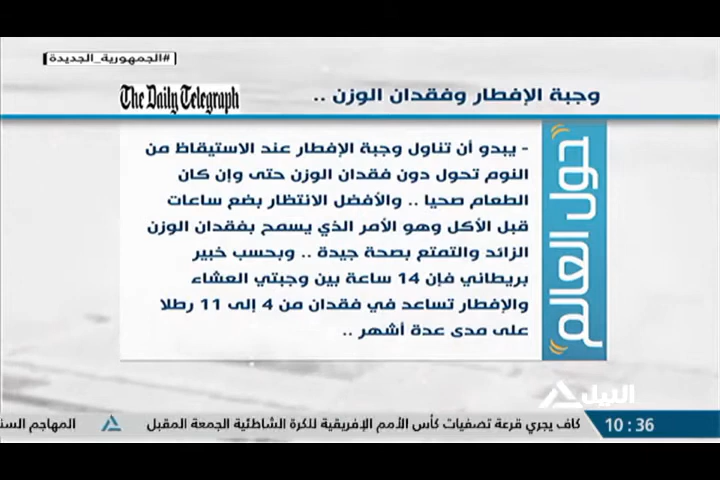 #الجمهورية_الجديدة
وجبة الإفطار وفقدان الوزن ..
The Daily Telegraph
حول العالم
- يبدو أن تناول وجبة الإفطار عند الاستيقاظ من
النوم تحول دون فقدان الوزن حتى وإن كان
الطعام صحيا .. والأفضل الانتظار بضع ساعات
قبل الأكل وهو الأمر الذي يسمح بفقدان الوزن
الزائد والتمتع بصحة جيدة .. وبحسب خبير
بريطاني فإن 14 ساعة بين وجبتي العشاء
والإفطار تساعد في فقدان من 4 إلى 11 رطلا
على مدى عدة أشهر ..
النيل
10:36
كاف يجري قرعة تصفيات كأس الأمم الإفريقية للكرة الشاطئية الجمعة المقبل
المهاجم